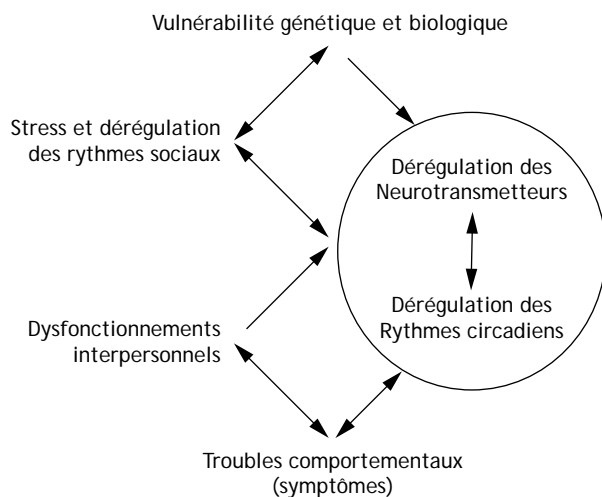 Vulnérabilité génétique et biologique
Stress et dérégulation
des rythmes sociaux
Dérégulation des
Neurotransmetteurs
Dérégulation des
Rythmes circadiens
Dysfonctionnements
interpersonnels
Troubles comportementaux
(symptômes)